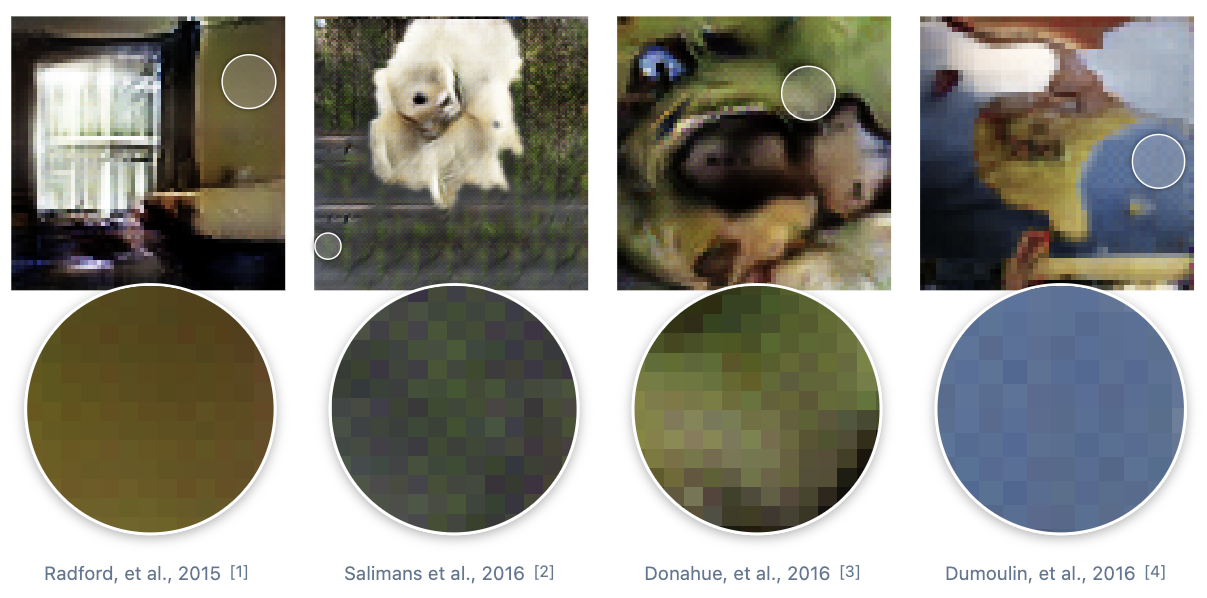 Radford, et al., 2015 [1]
Salimans et al., 2016 [2]
Donahue, et al., 2016 [3]
Dumoulin, et al., 2016 [4]